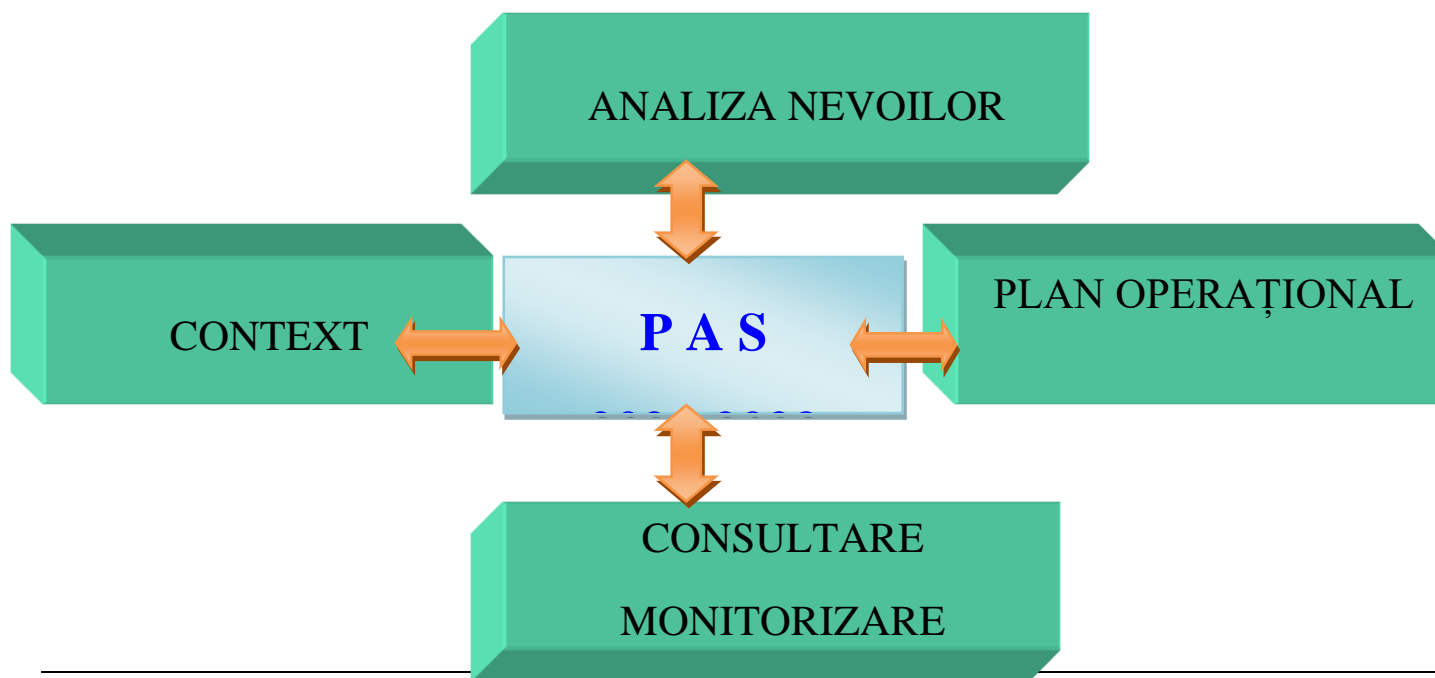 ANALIZA NEVOILOR
CONTEXT
P A S
PLAN OPERAȚIONAL
CONSULTARE
MONITORIZARE